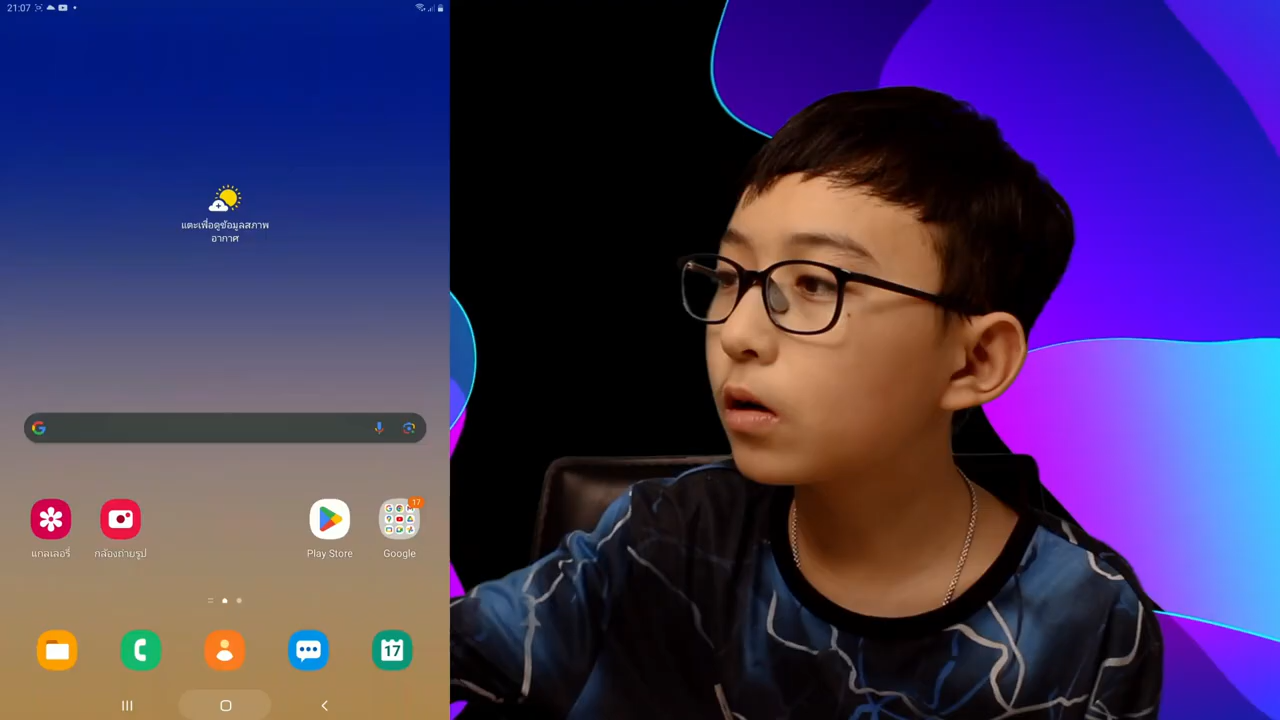 21:07
แตะเพื่อดูข้อมูลสภาพ
อากาศ
17
แกลเลอรี่
กล้องถ่ายรูป
Play Store
Google
17